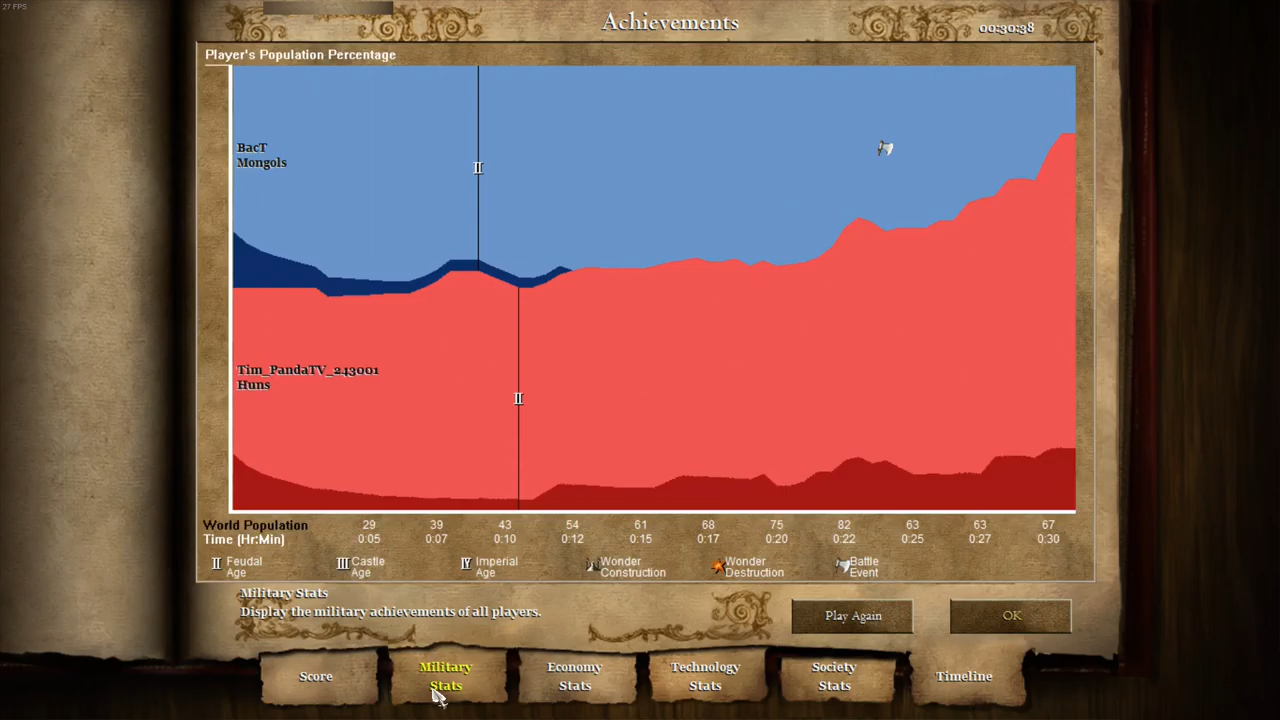 27 FPS
Achievements
00:30:38
Player's Population Percentage
BacT
Mongols
II
Tim_PandaTV_243001
Huns
II
World Population 29 39 43 54 61 68 75 82 63 63 67
Time (Hr:Min) 0:05 0:07 0:10 0:12 0:15 0:17 0:20 0:22 0:25 0:27 0:30
II Feudal Age
III Castle Age
IV Imperial Age
Wonder Construction
Wonder Destruction
Battle Event
Military Stats
Display the military achievements of all players.
Play Again
OK
Score
Military Stats
Economy Stats
Technology Stats
Society Stats
Timeline